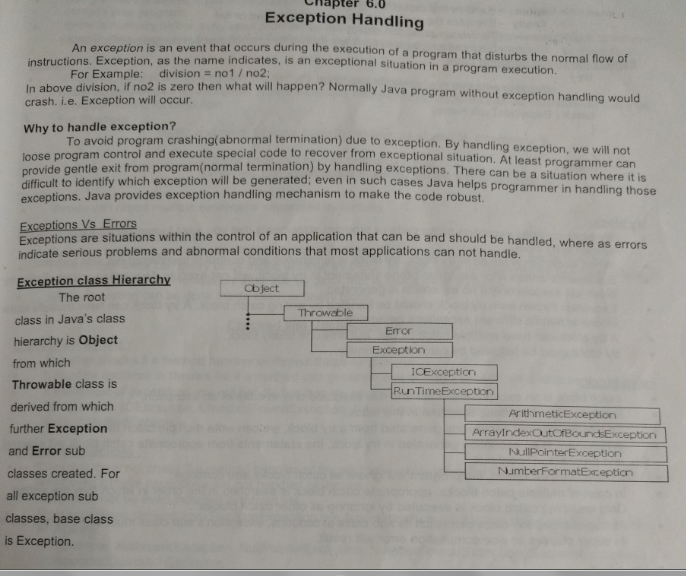 Chapter 6.0
Exception Handling
An exception is an event that occurs during the execution of a program that disturbs the normal flow of
instructions. Exception, as the name indicates, is an exceptional situation in a program execution.
For Example: division = no1 / no2;
In above division, if no2 is zero then what will happen? Normally Java program without exception handling would
crash. i.e. Exception will occur.
Why to handle exception?
To avoid program crashing(abnormal termination) due to exception. By handling exception, we will not
loose program control and execute special code to recover from exceptional situation. At least programmer can
provide gentle exit from program(normal termination) by handling exceptions. There can be a situation where it is
difficult to identify which exception will be generated; even in such cases Java helps programmer in handling those
exceptions. Java provides exception handling mechanism to make the code robust.
Exceptions Vs Errors
Exceptions are situations within the control of an application that can be and should be handled, where as errors
indicate serious problems and abnormal conditions that most applications can not handle.
Exception class Hierarchy
The root
class in Java's class
hierarchy is Object
from which
Throwable class is
derived from which
further Exception
and Error sub
classes created. For
all exception sub
classes, base class
is Exception.
Object
Throwable
Error
Exception
IOException
RunTimeException
ArithmeticException
ArrayIndexOutOfBoundsException
NullPointerException
NumberFormatException